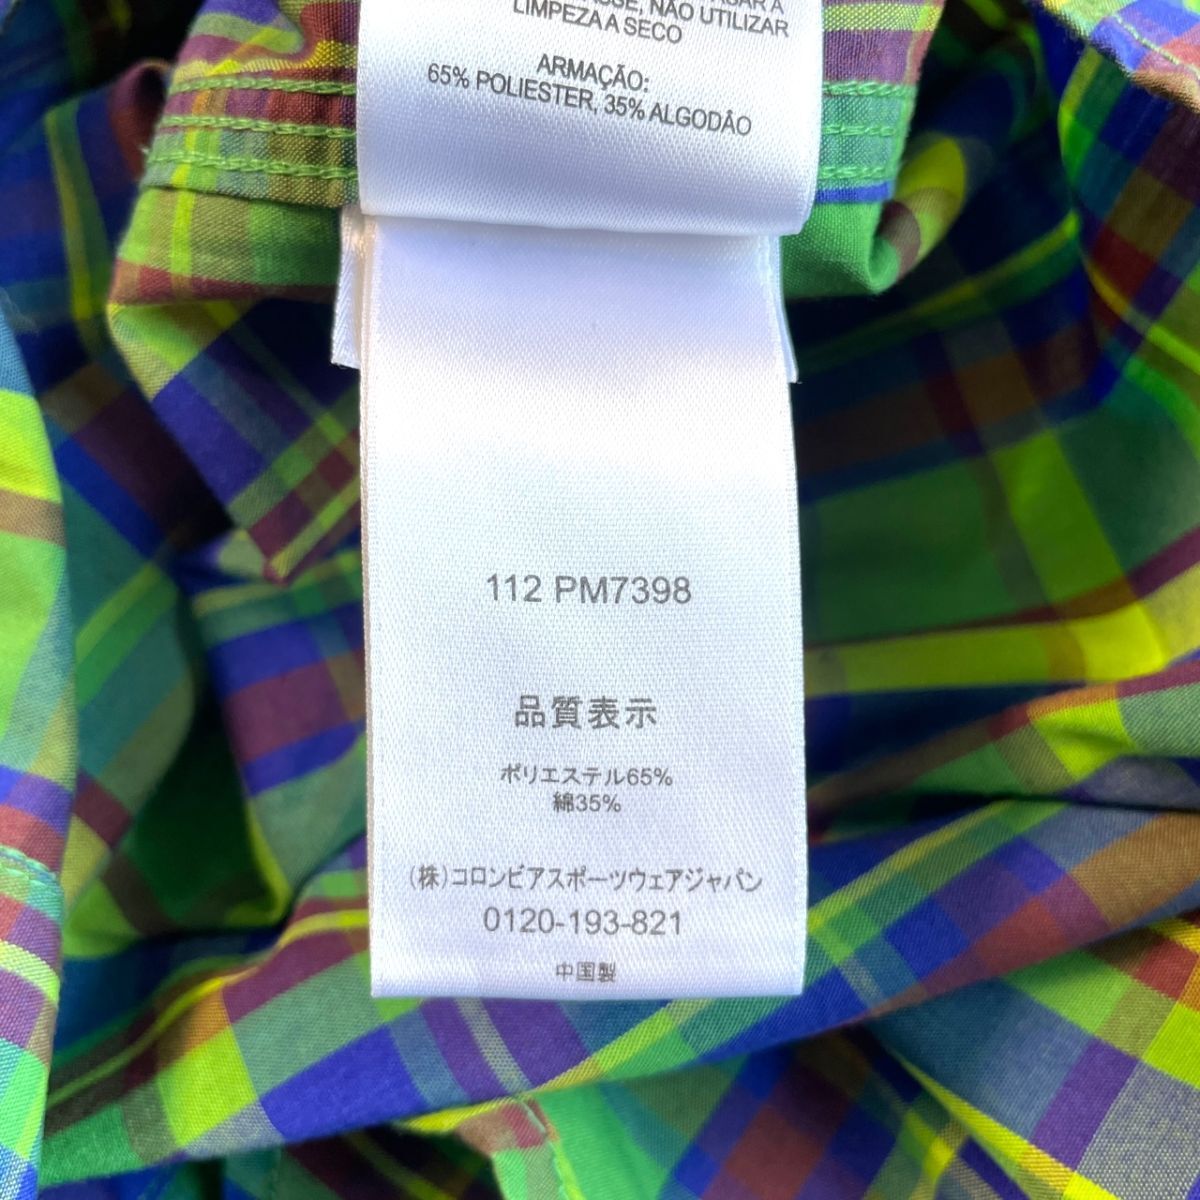 LIMPEZA A SECO
NÃO UTILIZAR
ARMAÇÃO:
65% POLIESTER, 35% ALGODÃO
112 PM7398
品質表示
ポリエステル65%
綿35%
(株)コロンビアスポーツウェアジャパン
0120-193-821
中国製